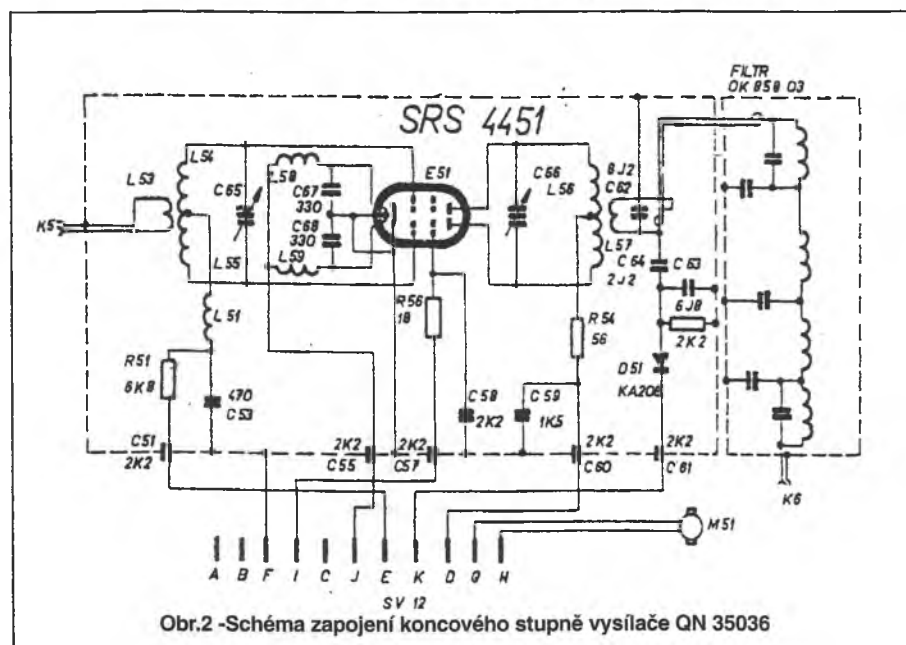 FILTR
OK 858 03
SRS 4451
L54
L53
C65
L58
C67
330
C68
330
L59
L55
K5
E51
C66
L56
8J2
C62
L57
C64
2J2
C63
6J8
2K2
L51
R56
18
R54
56
D51
KA206
R51
6K8
470
C53
C58
2K2
C59
1K5
C51
2K2
2K2
C55
2K2
C57
2K2
C60
2K2
C61
K6
M51
A B F I C J E K D G H
SV 12
Obr.2 -Schéma zapojení koncového stupně vysílače QN 35036